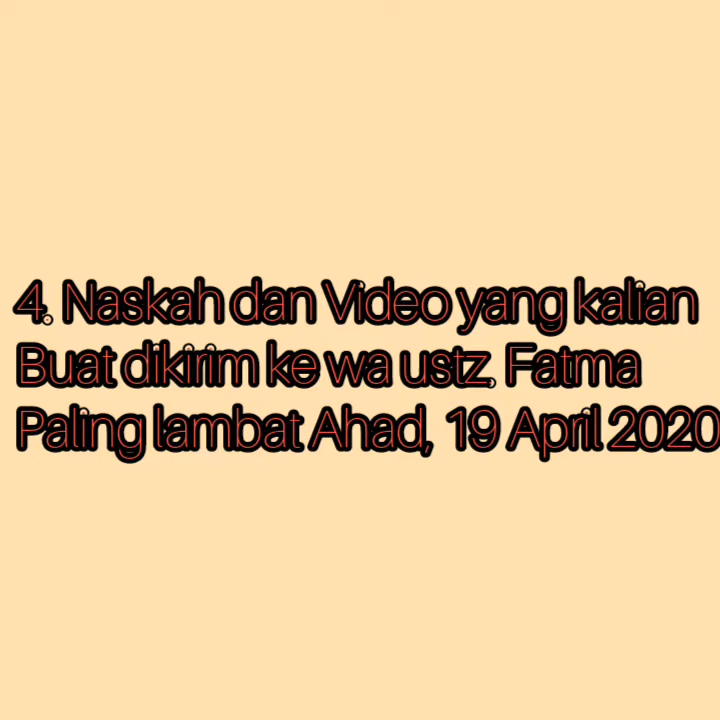 4. Naskah dan Video yang kalian
Buat dikirim ke wa ustz. Fatma
Paling lambat Ahad, 19 April 2020